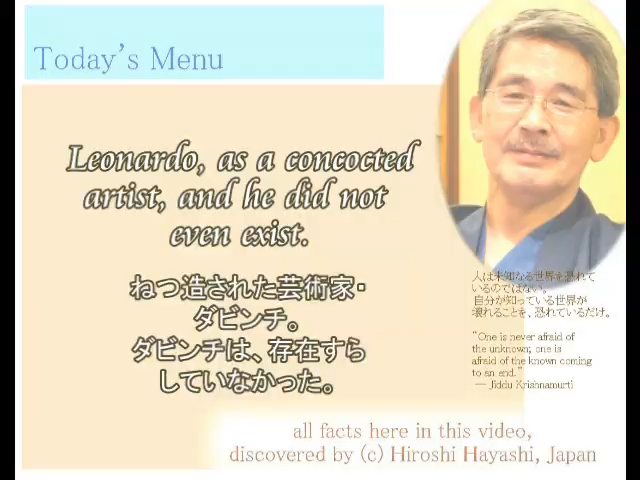 Today's Menu
Leonardo, as a concocted
artist, and he did not
even exist.
ねつ造された芸術家・
ダビンチ。
ダビンチは、存在すら
していなかった。
人は未知なる世界を恐れて
いるのではない。
自分が知っている世界が
壊れることを、恐れているだけ。
"One is never afraid of
the unknown; one is
afraid of the known coming
to an end."
— Jiddu Krishnamurti
all facts here in this video,
discovered by (c) Hiroshi Hayashi, Japan